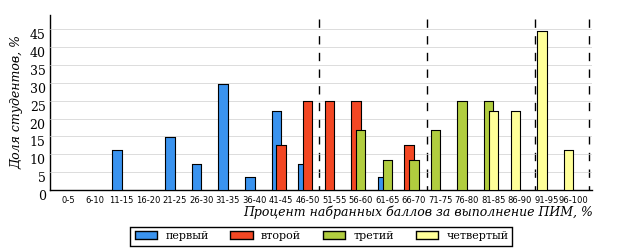 Доля студентов, %
45
40
35
30
25
20
15
10
5
0
0-5 6-10 11-15 16-20 21-25 26-30 31-35 36-40 41-45 46-50 51-55 56-60 61-65 66-70 71-75 76-80 81-85 86-90 91-95 96-100
Процент набранных баллов за выполнение ПИМ, %
первый второй третий четвертый